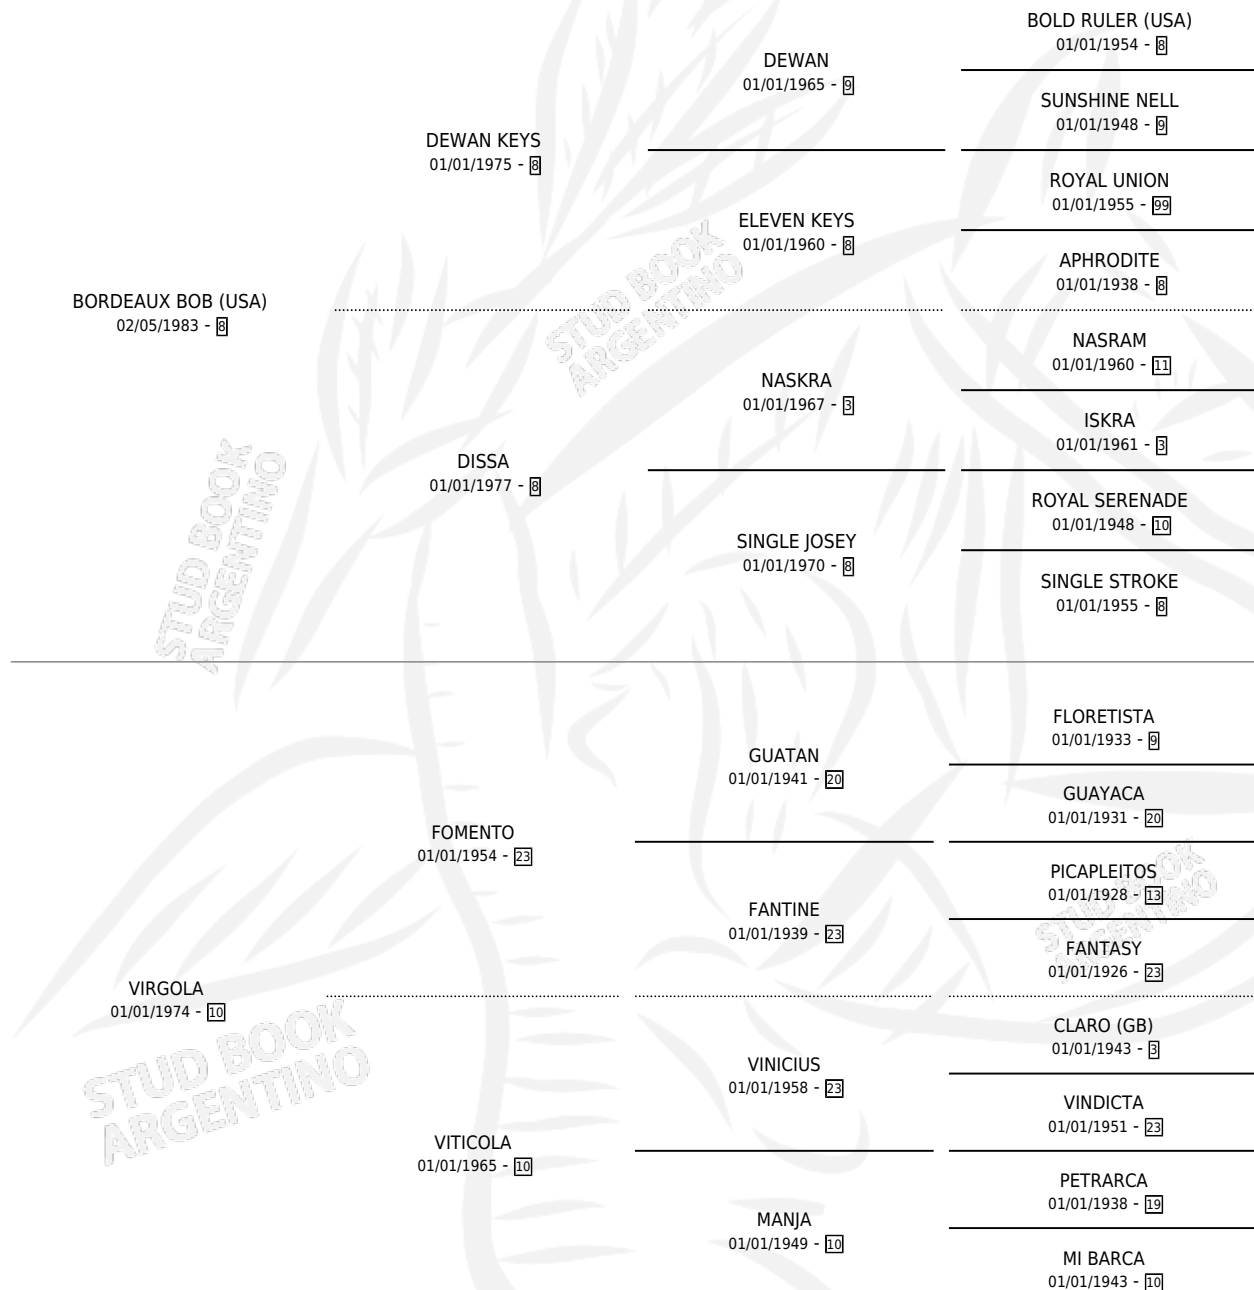 BOLD RULER (USA)
01/01/1954 - 8
DEWAN
01/01/1965 - 9
SUNSHINE NELL
01/01/1948 - 9
DEWAN KEYS
01/01/1975 - 8
ROYAL UNION
01/01/1955 - 99
ELEVEN KEYS
01/01/1960 - 8
APHRODITE
01/01/1938 - 8
BORDEAUX BOB (USA)
02/05/1983 - 8
STUD BOOK
ARGENTINO
NASRAM
01/01/1960 - 11
NASKRA
01/01/1967 - 3
ISKRA
01/01/1961 - 3
DISSA
01/01/1977 - 8
STUD BOOK
ARGENTINO
ROYAL SERENADE
01/01/1948 - 10
SINGLE JOSEY
01/01/1970 - 8
SINGLE STROKE
01/01/1955 - 8
FLORETISTA
01/01/1933 - 9
GUATAN
01/01/1941 - 20
GUAYACA
01/01/1931 - 20
FOMENTO
01/01/1954 - 23
PICAPLEITOS
01/01/1928 - 13
STUD BOOK
ARGENTINO
FANTINE
01/01/1939 - 23
FANTASY
01/01/1926 - 23
VIRGOLA
01/01/1974 - 10
CLARO (GB)
01/01/1943 - 3
STUD BOOK
ARGENTINO
VINICIUS
01/01/1958 - 23
VINDICTA
01/01/1951 - 23
VITICOLA
01/01/1965 - 10
PETRARCA
01/01/1938 - 19
MANJA
01/01/1949 - 10
MI BARCA
01/01/1943 - 10